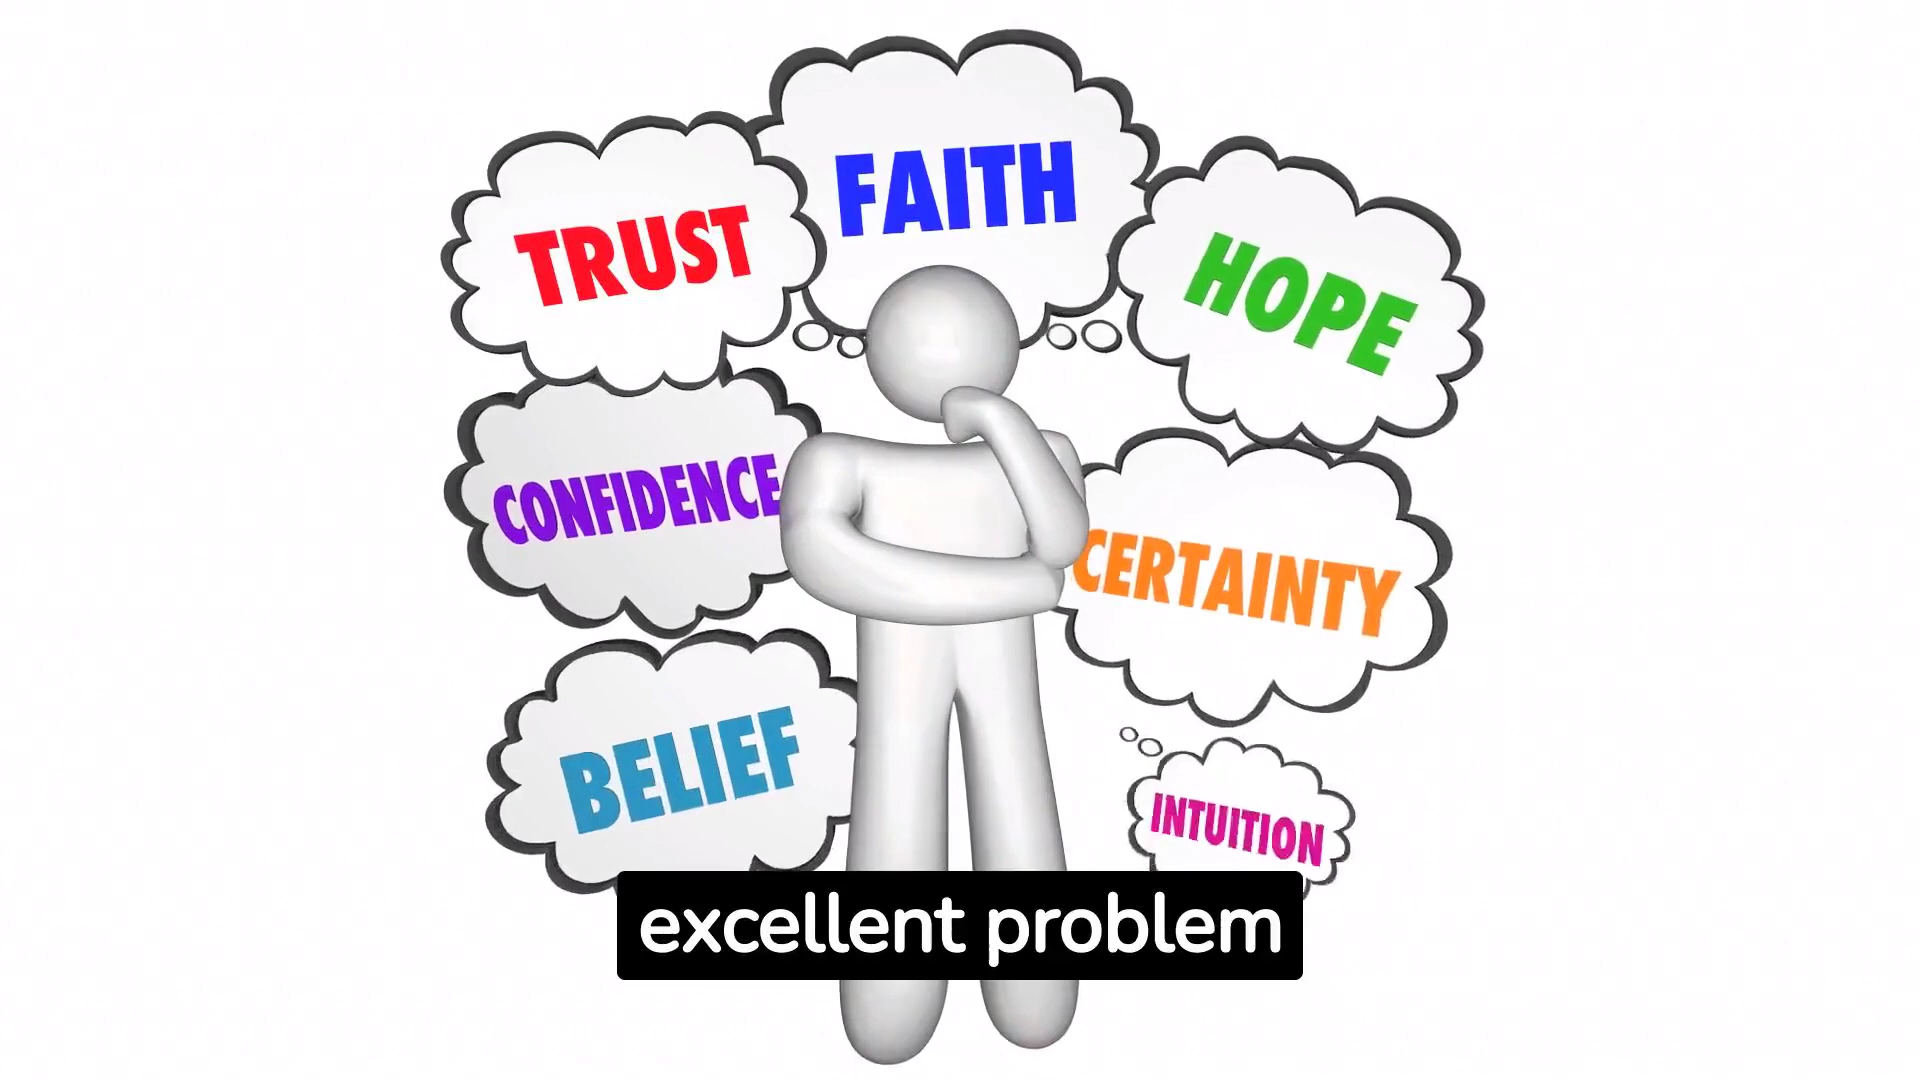 FAITH
TRUST
HOPE
CONFIDENCE
CERTAINTY
BELIEF
INTUITION
excellent problem